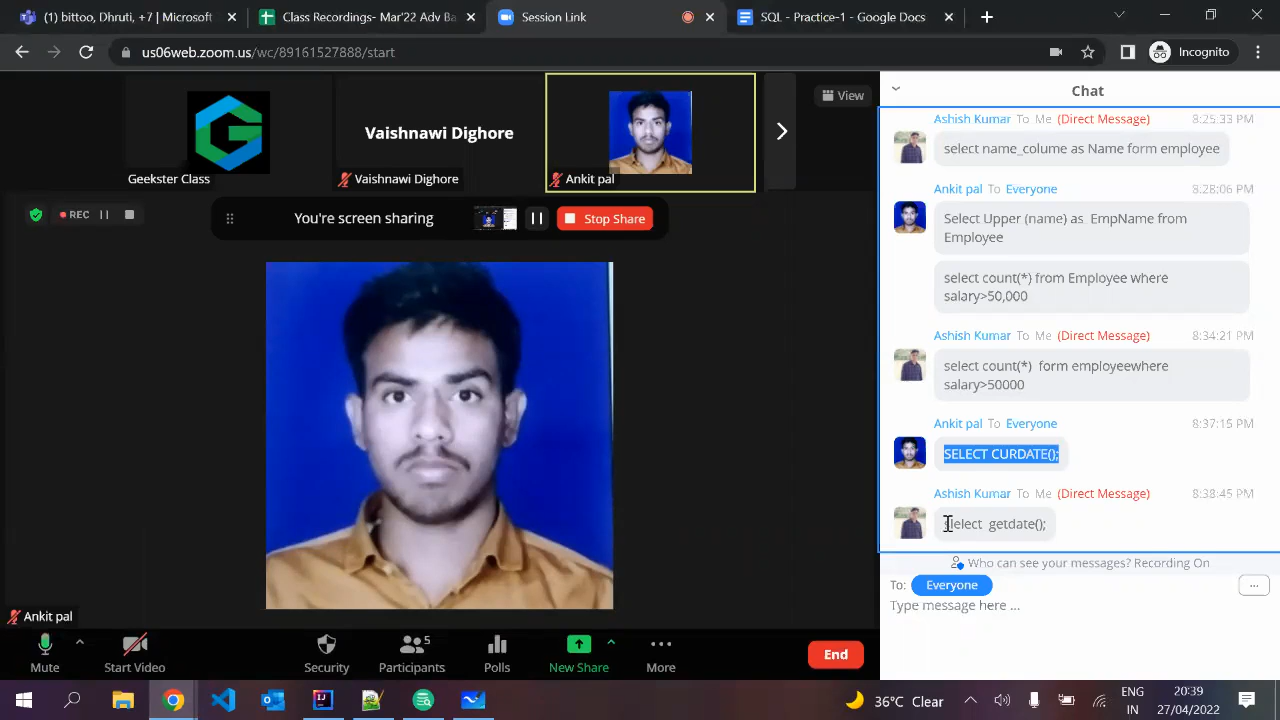 bittoo, Dhruti, +7 | Microsoft Te
Class Recordings - Mar'22 Adv Ba
Session Link
SQL - Practice-1 - Google Docs
us06web.zoom.us/wc/89161527888/start
Incognito
Vaishnawi Dighore
View
Geekster Class
Vaishnawi Dighore
Ankit pal
REC
You're screen sharing
Stop Share
Ankit pal
Chat
Ashish Kumar To Me (Direct Message) 8:25:33 PM
select name_colume as Name form employee
Ankit pal To Everyone 8:28:06 PM
Select Upper (name) as EmpName from
Employee
select count(*) from Employee where
salary>50,000
Ashish Kumar To Me (Direct Message) 8:34:21 PM
select count(*) form employeewhere
salary>50000
Ankit pal To Everyone 8:37:15 PM
SELECT CURDATE();
Ashish Kumar To Me (Direct Message) 8:38:45 PM
select getdate();
Who can see your messages? Recording On
To: Everyone
Type message here ...
Mute
Start Video
Security
5
Participants
Polls
New Share
More
End
36°C Clear
ENG
IN
20:39
27/04/2022